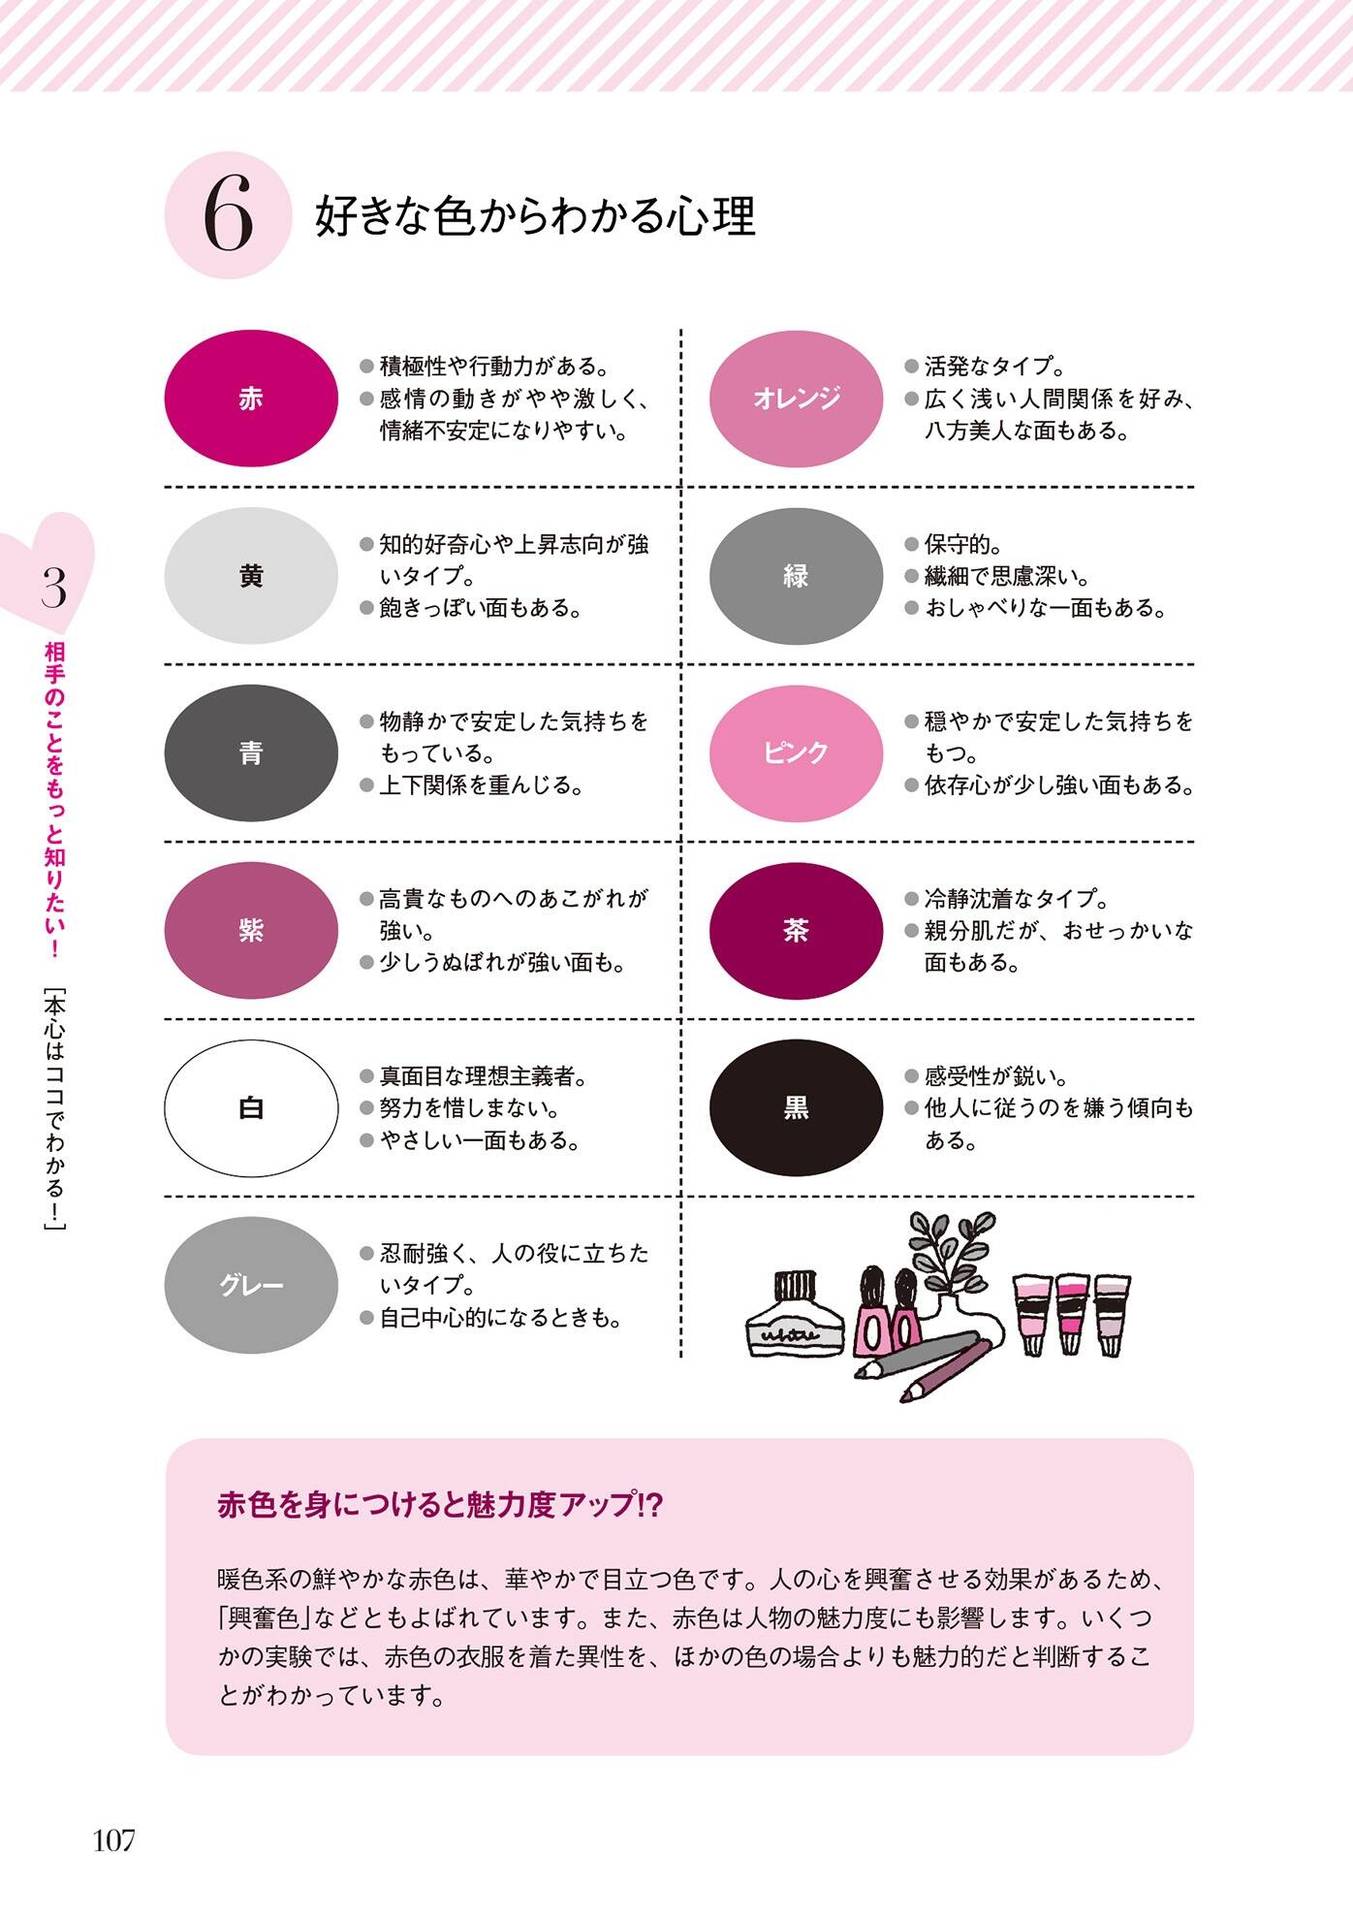 6
好きな色からわかる心理
赤
●積極性や行動力がある。
●感情の動きがやや激しく、
情緒不安定になりやすい。
オレンジ
●活発なタイプ。
●広く浅い人間関係を好み、
八方美人な面もある。
黄
●知的好奇心や上昇志向が強
いタイプ。
●飽きっぽい面もある。
緑
●保守的。
●繊細で思慮深い。
●おしゃべりな一面もある。
青
●物静かで安定した気持ちを
もっている。
●上下関係を重んじる。
ピンク
●穏やかで安定した気持ちを
もつ。
●依存心が少し強い面もある。
紫
●高貴なものへのあこがれが
強い。
●少しうぬぼれが強い面も。
茶
●冷静沈着なタイプ。
●親分肌だが、おせっかいな
面もある。
白
●真面目な理想主義者。
●努力を惜しまない。
●やさしい一面もある。
黒
●感受性が鋭い。
●他人に従うのを嫌う傾向も
ある。
グレー
●忍耐強く、人の役に立ちた
いタイプ。
●自己中心的になるときも。
white
赤色を身につけると魅力度アップ!?
暖色系の鮮やかな赤色は、華やかで目立つ色です。人の心を興奮させる効果があるため、
「興奮色」などともよばれています。また、赤色は人物の魅力度にも影響します。いくつ
かの実験では、赤色の衣服を着た異性を、ほかの色の場合よりも魅力的だと判断するこ
とがわかっています。
3
相手のことをもっと知りたい！［本心はココでわかる！］
107